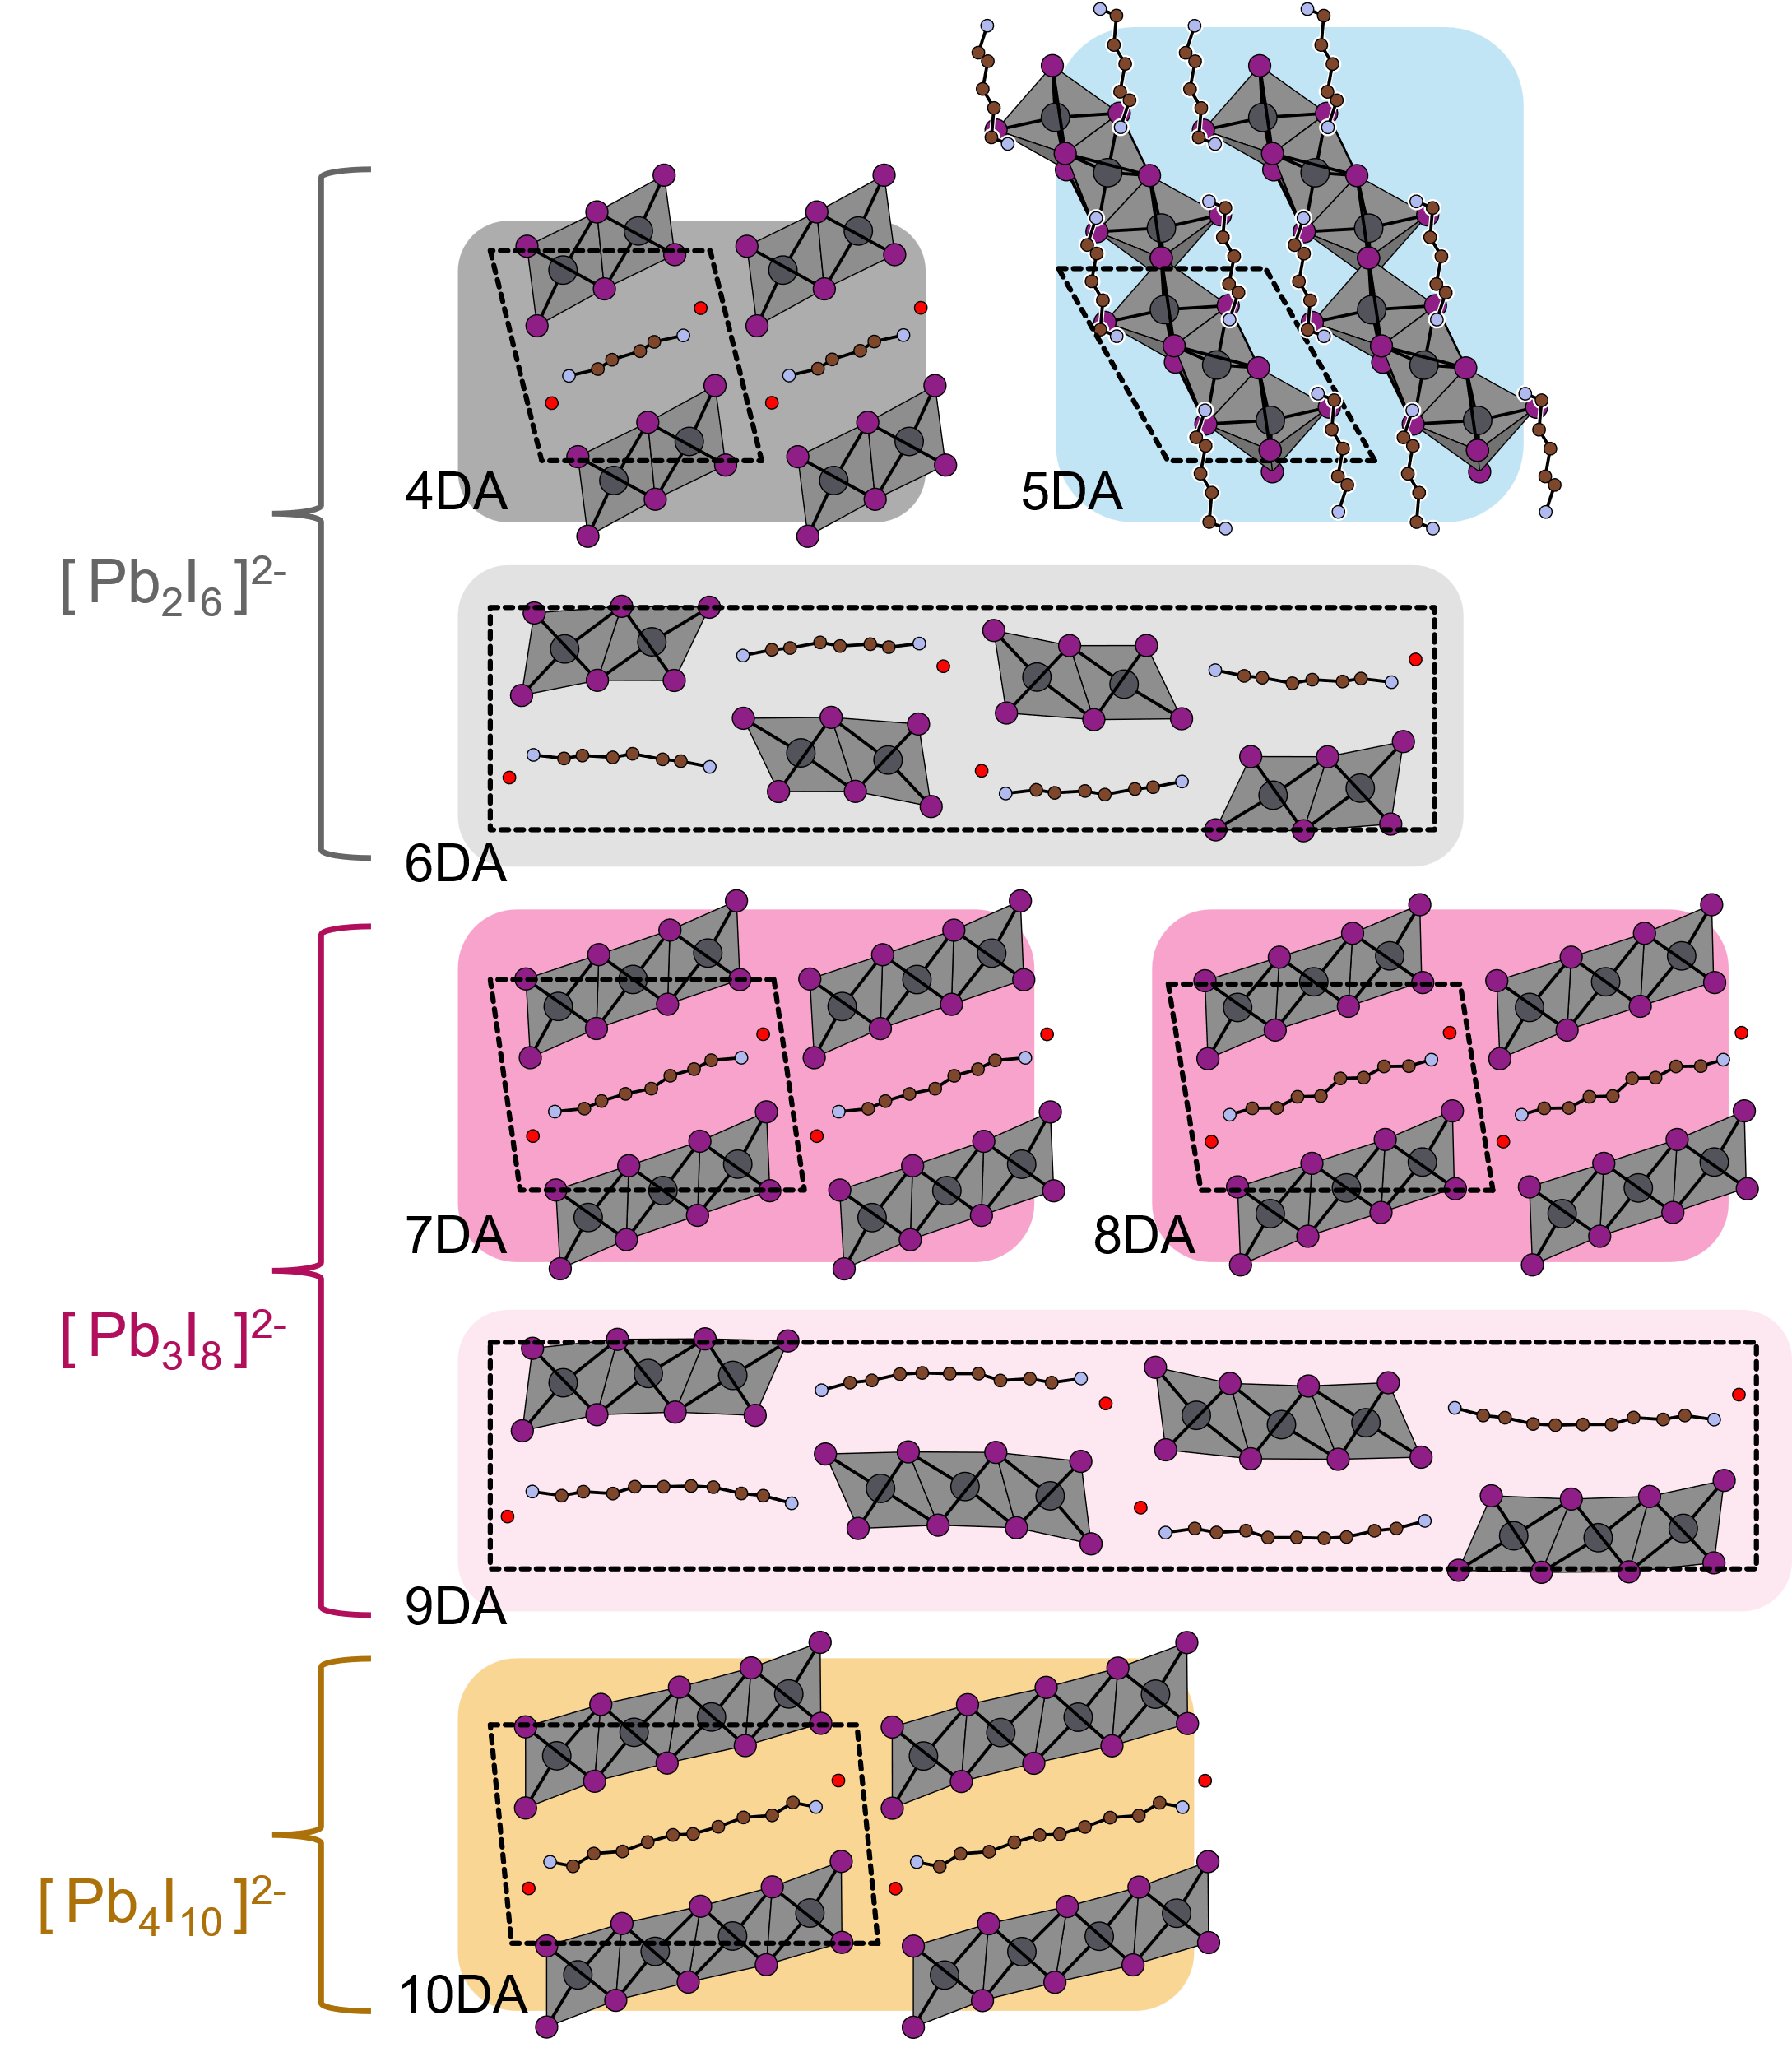 4DA
5DA
[Pb2I6]2-
6DA
7DA
8DA
[Pb3I8]2-
9DA
[Pb4I10]2-
10DA